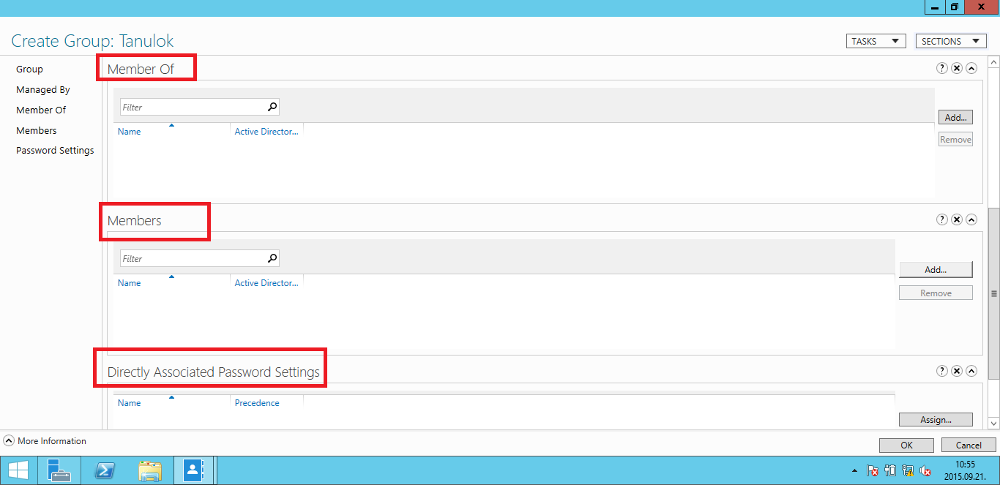 Create Group: Tanulok
TASKS
SECTIONS
Group
Managed By
Member Of
Members
Password Settings
Member Of
Filter
Name Active Director...
Add...
Remove
Members
Filter
Name Active Director...
Add...
Remove
Directly Associated Password Settings
Name Precedence
Assign...
More Information
OK Cancel
10:55
2015.09.21.